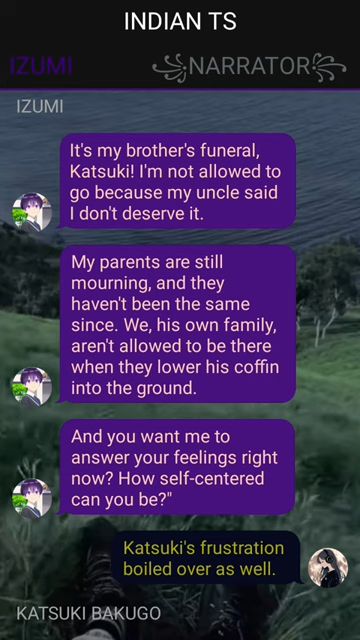 INDIAN TS
IZUMI
NARRATOR
IZUMI
It's my brother's funeral,
Katsuki! I'm not allowed to
go because my uncle said
I don't deserve it.
My parents are still
mourning, and they
haven't been the same
since. We, his own family,
aren't allowed to be there
when they lower his coffin
into the ground.
And you want me to
answer your feelings right
now? How self-centered
can you be?"
Katsuki's frustration
boiled over as well.
KATSUKI BAKUGO